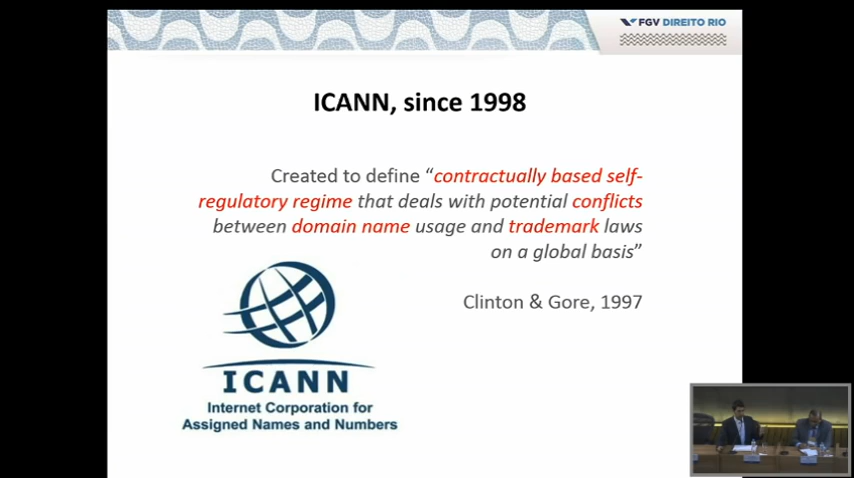 FGV DIREITO RIO
ICANN, since 1998
Created to define “contractually based self-
regulatory regime that deals with potential conflicts
between domain name usage and trademark laws
on a global basis”
Clinton & Gore, 1997
ICANN
Internet Corporation for
Assigned Names and Numbers